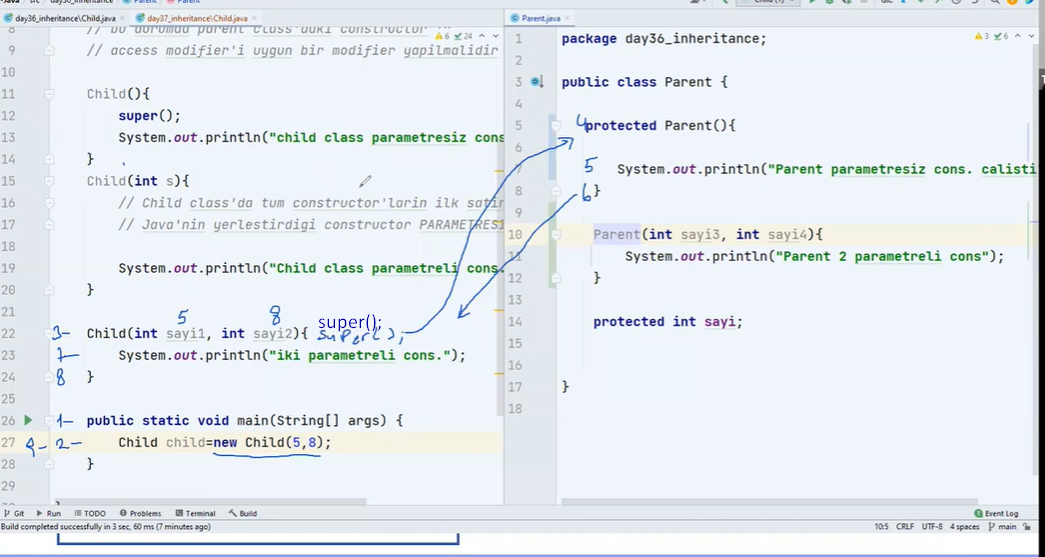 day36_inheritance
Parent
Parent
day36_inheritance\Child.java
day37_inheritance\Child.java
8 // bu durumda parent class'daki constructor
6 24
9 // access modifier'i uygun bir modifier yapilmalidir
10
11 Child(){
12 super();
13 System.out.println("child class parametresiz cons
14 }
15 Child(int s){
16 // Child class'da tum constructor'larin ilk satir
17 // Java'nin yerlestirdigi constructor PARAMETRESI
18
19 System.out.println("Child class parametreli cons.
20 }
21
5 8 super();
3- 22 Child(int sayi1, int sayi2){ super();
7- 23 System.out.println("iki parametreli cons.");
8 24 }
25
1- 26 public static void main(String[] args) {
9- 27 2- Child child=new Child(5,8);
28 }
29
Parent.java
1 package day36_inheritance;
3 6
2
3 public class Parent {
4
4 5 protected Parent(){
6
5 7 System.out.println("Parent parametresiz cons. calisti
6 8 }
9
10 Parent(int sayi3, int sayi4){
11 System.out.println("Parent 2 parametreli cons");
12 }
13
14 protected int sayi;
15
16
17 }
18
Git Run TODO Problems Terminal Build Event Log
Build completed successfully in 3 sec, 60 ms (7 minutes ago) 10:5 CRLF UTF-8 4 spaces main